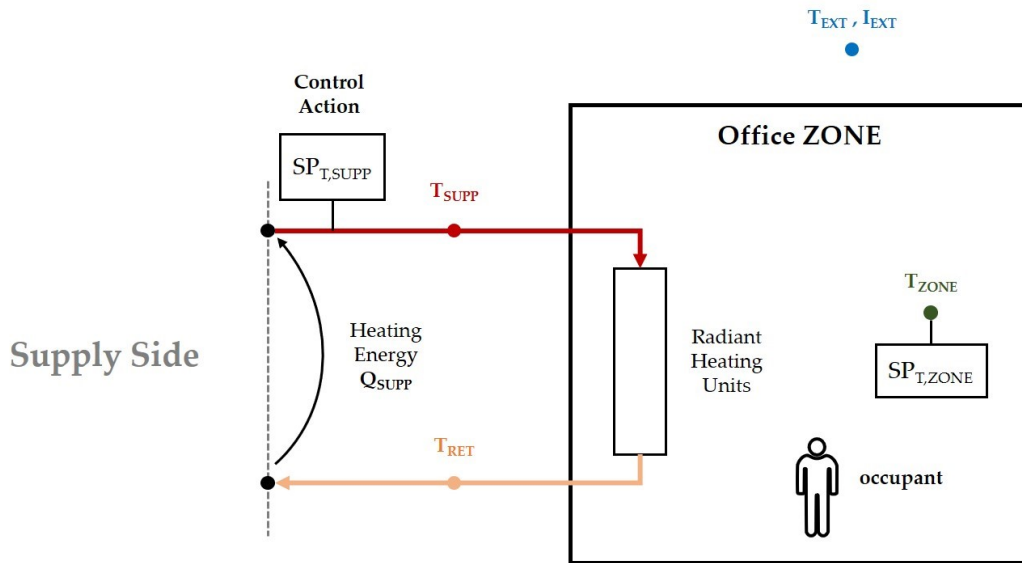 T_EXT , I_EXT
Control
Action
Office ZONE
SP_T,SUPP
T_SUPP
T_ZONE
Supply Side
Heating
Energy
Q_SUPP
Radiant
Heating
Units
SP_T,ZONE
T_RET
occupant